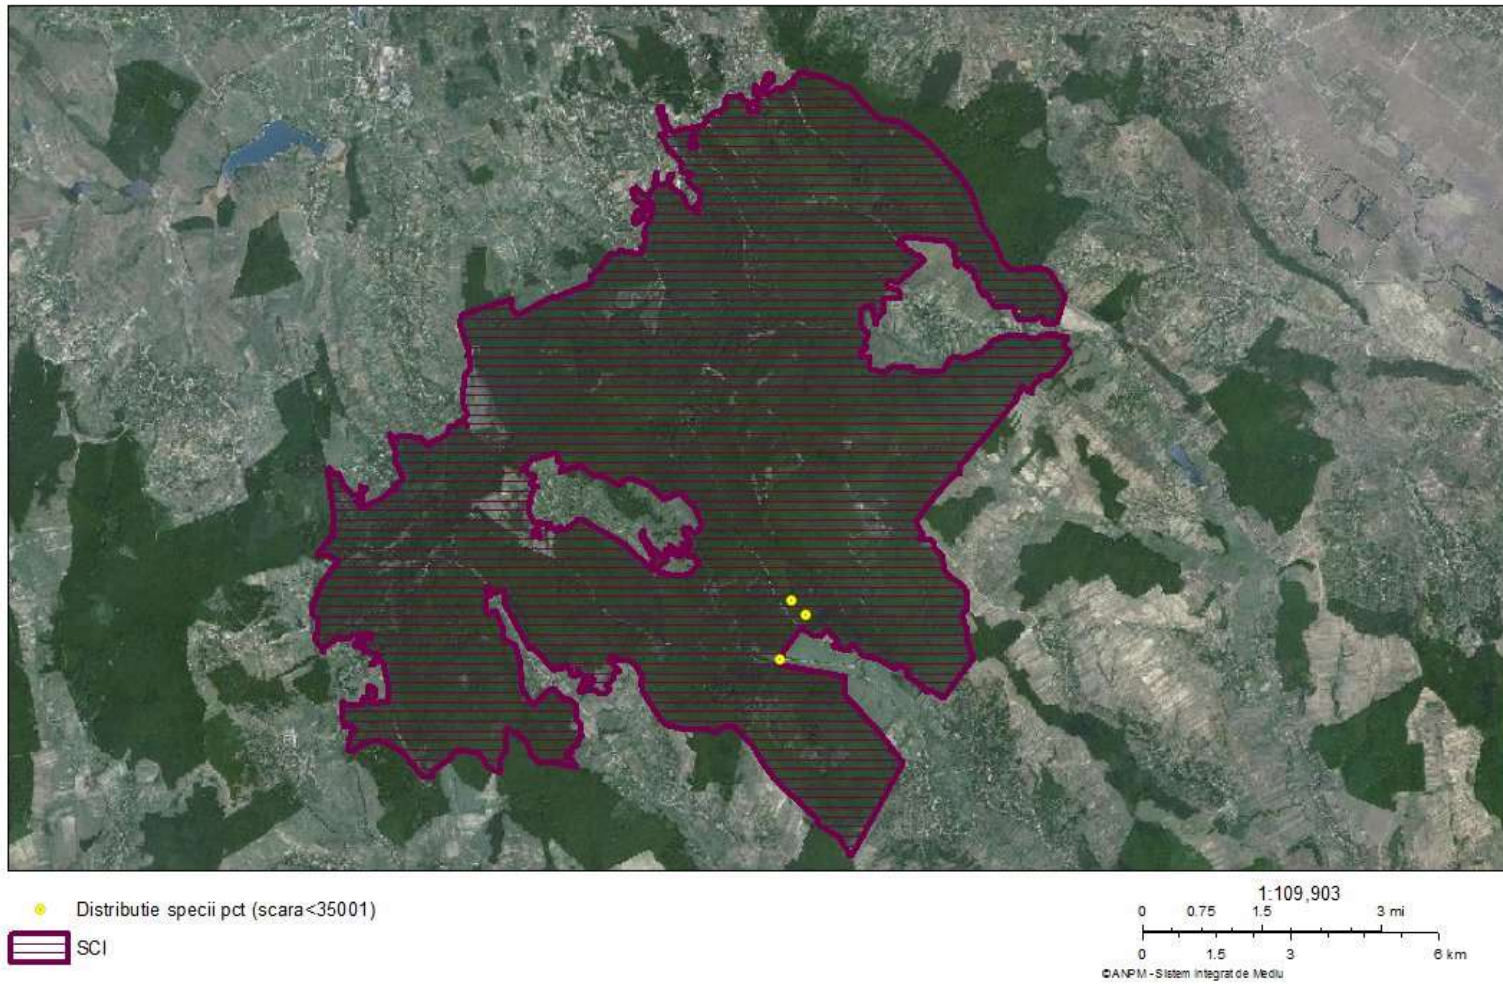 Distributie specii pct (scara<35001)
SCI
1:109,903
0 0.75 1.5 3 mi
0 1.5 3 6 km
©ANPM - Sistem Integrat de Mediu